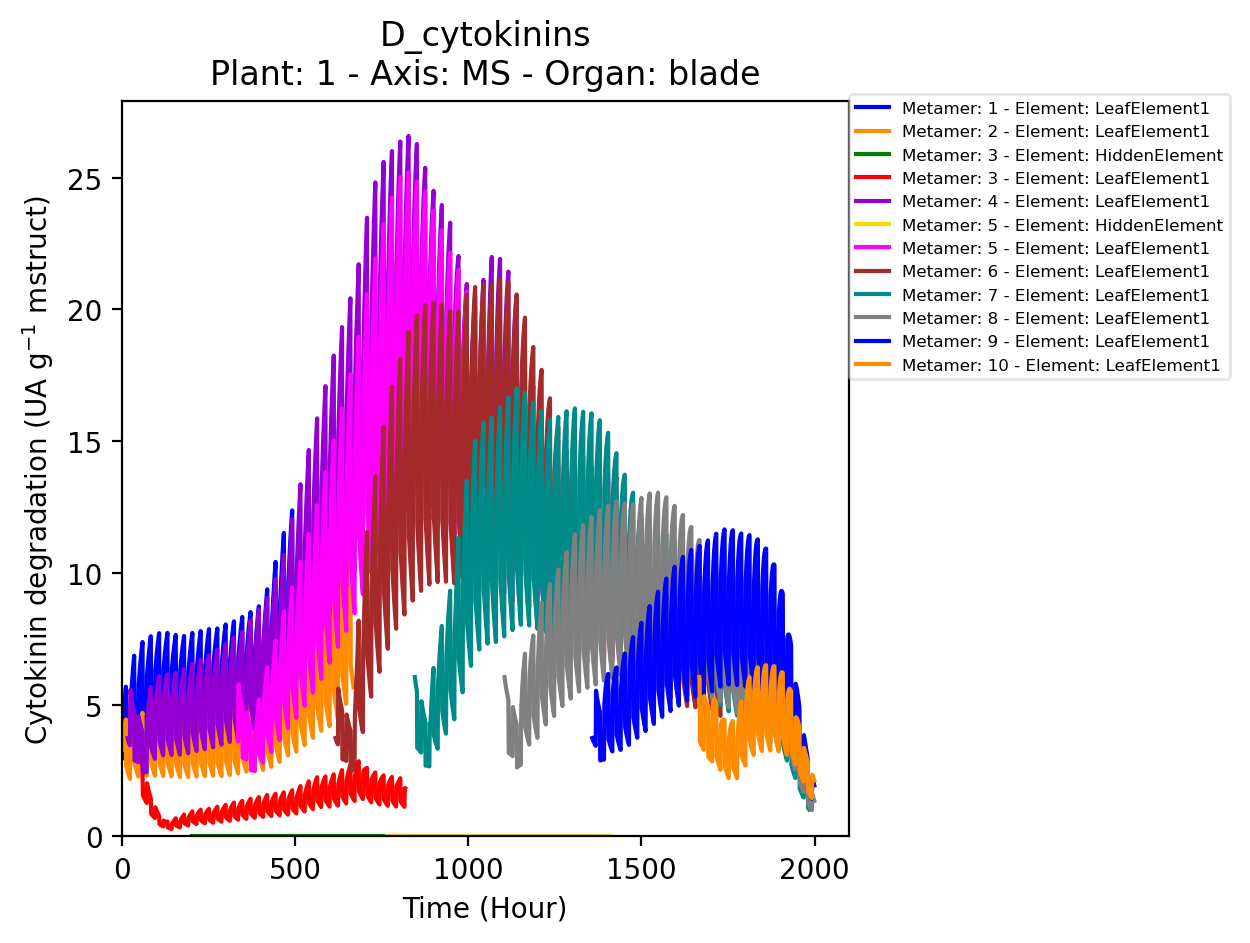 D_cytokinins
Plant: 1 - Axis: MS - Organ: blade
Cytokinin degradation (UA g⁻¹ mstruct)
25
20
15
10
5
0
0 500 1000 1500 2000
Time (Hour)
Metamer: 1 - Element: LeafElement1
Metamer: 2 - Element: LeafElement1
Metamer: 3 - Element: HiddenElement
Metamer: 3 - Element: LeafElement1
Metamer: 4 - Element: LeafElement1
Metamer: 5 - Element: HiddenElement
Metamer: 5 - Element: LeafElement1
Metamer: 6 - Element: LeafElement1
Metamer: 7 - Element: LeafElement1
Metamer: 8 - Element: LeafElement1
Metamer: 9 - Element: LeafElement1
Metamer: 10 - Element: LeafElement1